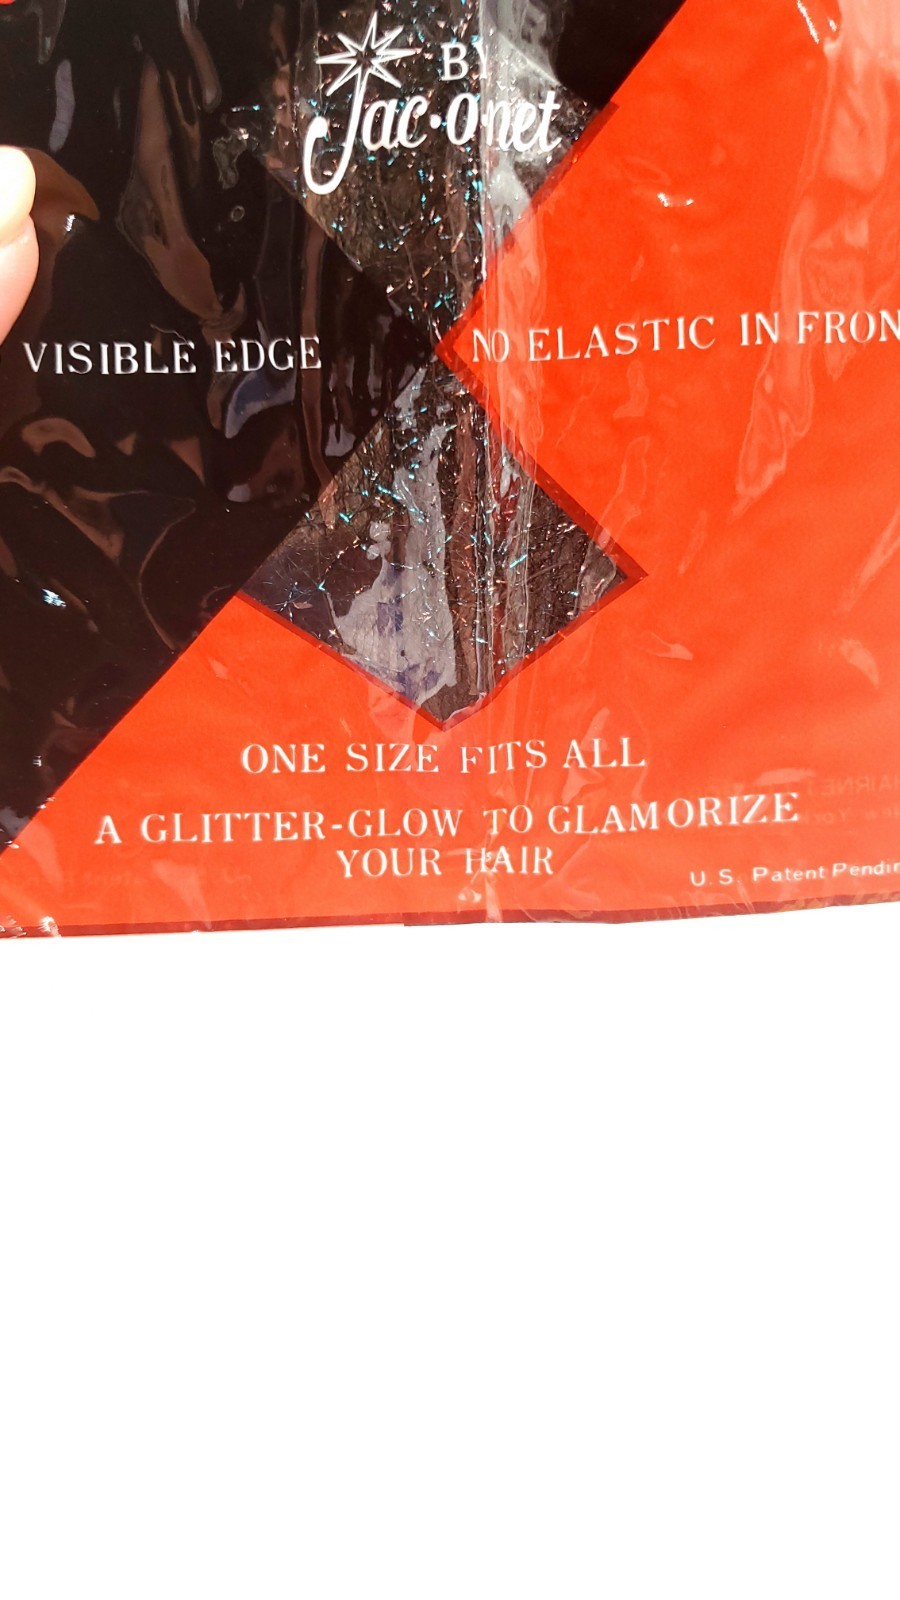 BY
Jac·o·net
VISIBLE EDGE
NO ELASTIC IN FRON
ONE SIZE FITS ALL
A GLITTER-GLOW TO GLAMORIZE
YOUR HAIR
U.S. Patent Pendin